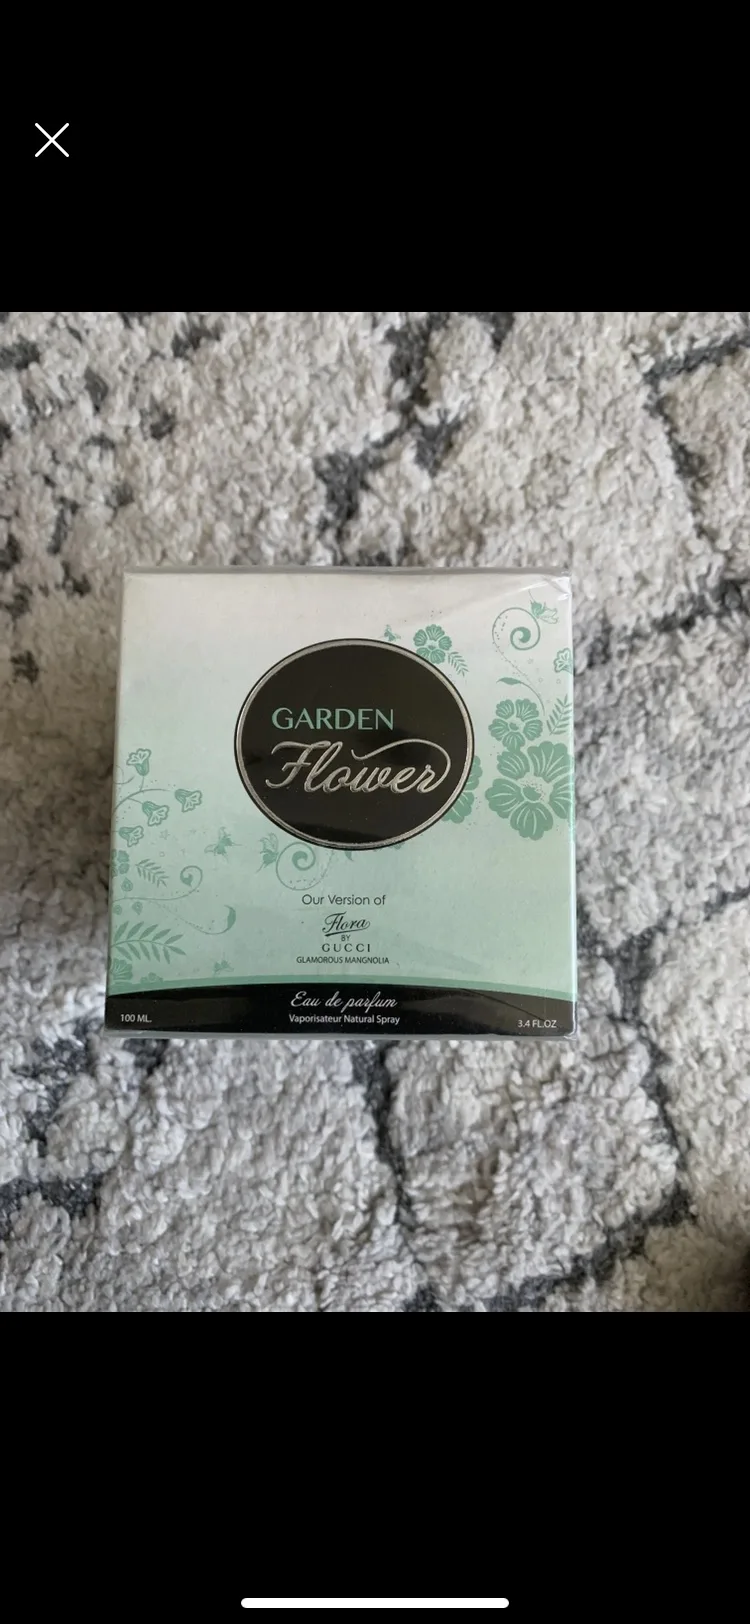 GARDEN
Flower
Our Version of
Flora
BY
GUCCI
GLAMOROUS MANGNOLIA
Eau de parfum
Vaporisateur Natural Spray
100 ML.
3.4 FL.OZ